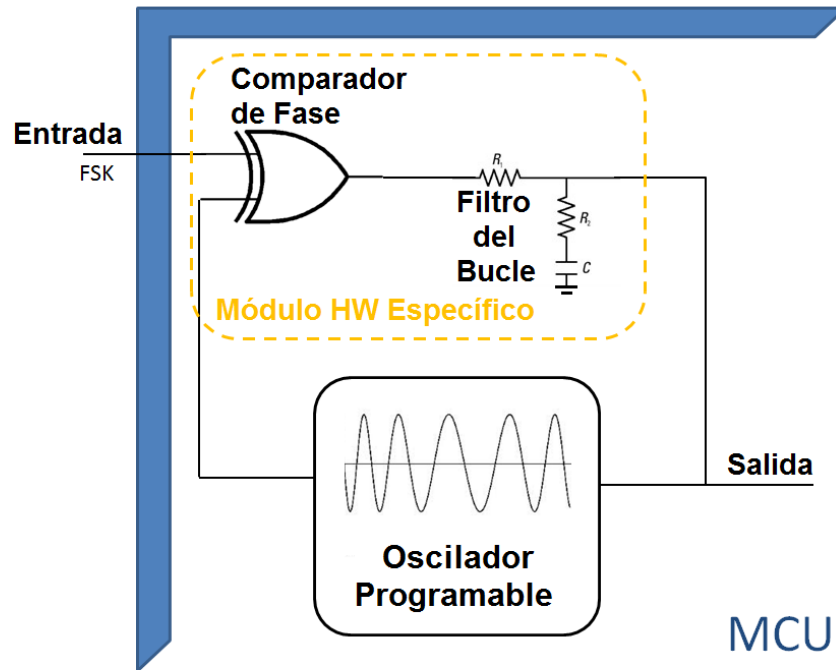 Comparador
de Fase
Entrada
FSK
R₁
Filtro
del
Bucle
R₂
C
Módulo HW Específico
Salida
Oscilador
Programable
MCU